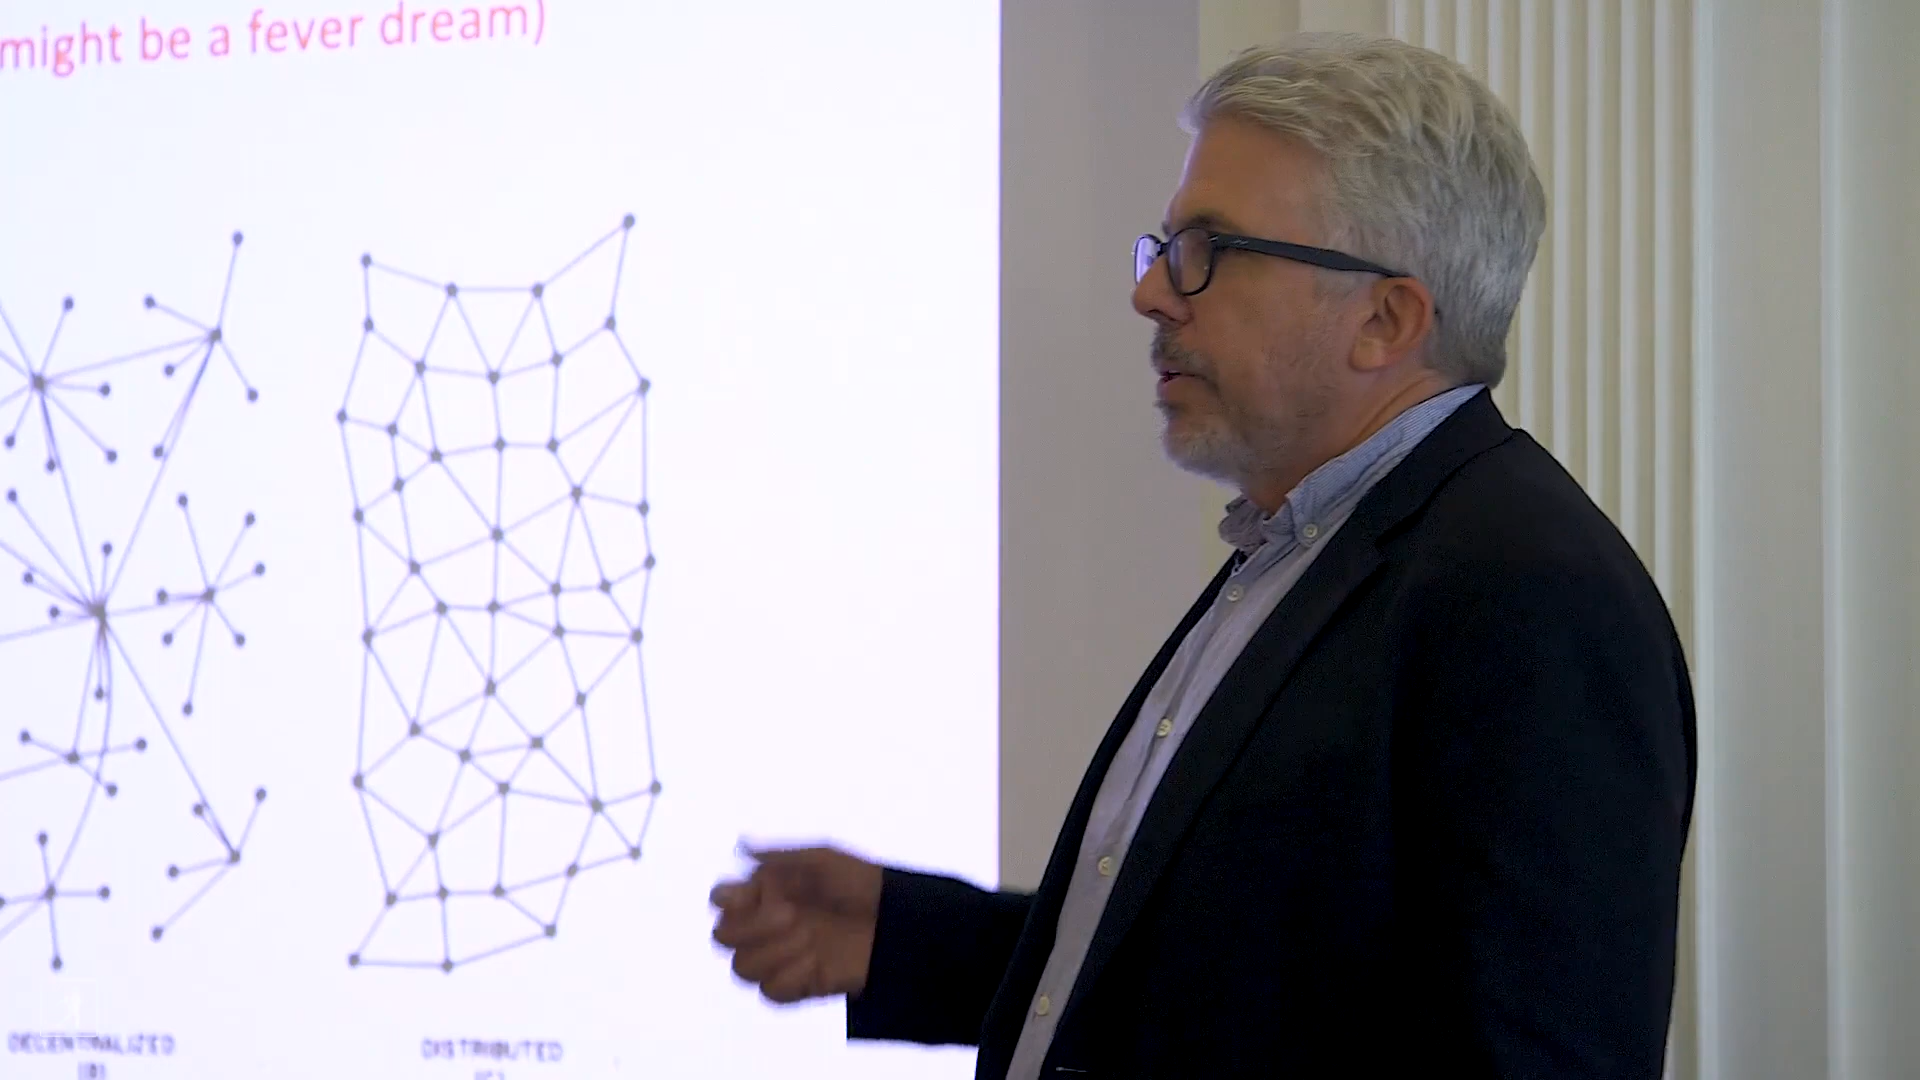 might be a fever dream)
DECENTRALIZED
DISTRIBUTED
(B)
(C)